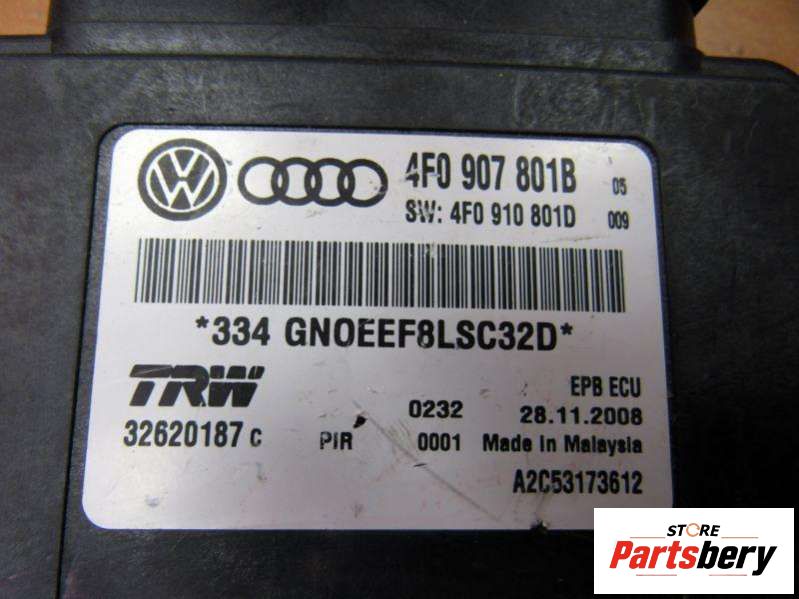 4F0 907 801B 05
SW: 4F0 910 801D 009
*334 GN0EEF8LSC32D*
TRW
EPB ECU
0232 28.11.2008
32620187 C PIR 0001 Made in Malaysia
A2C53173612
STORE
Partsbery